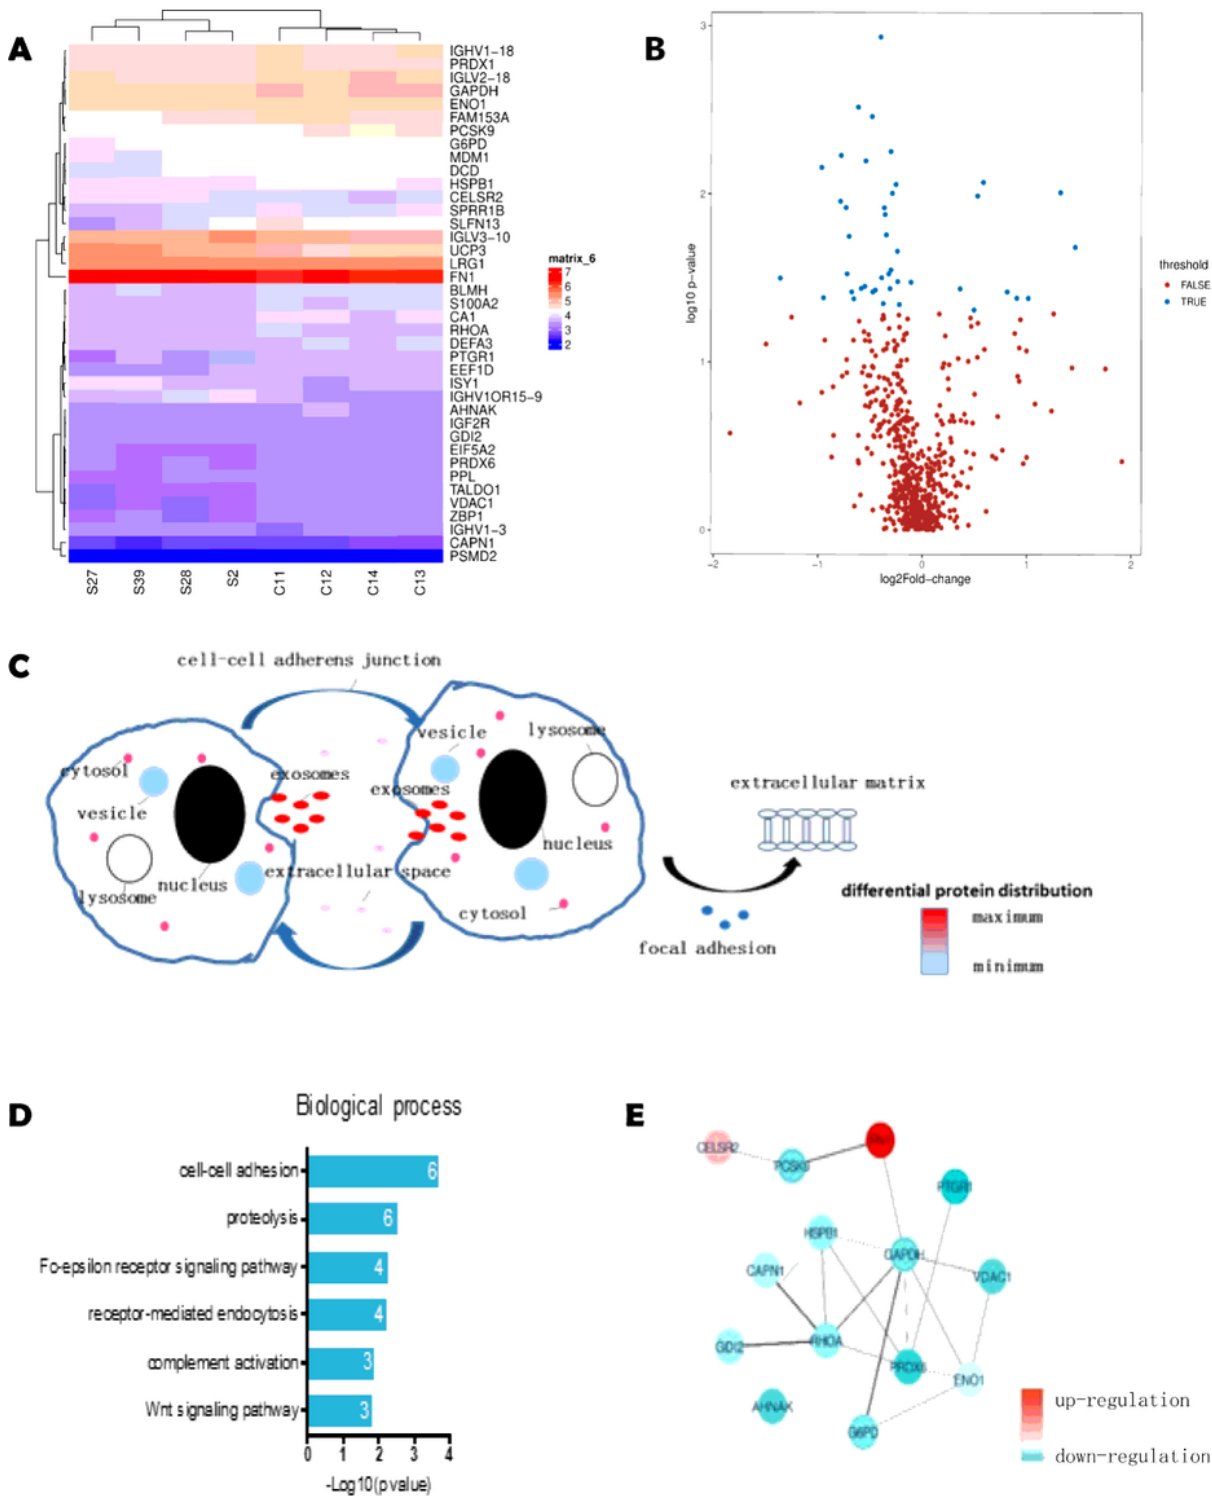 A
IGHV1-18
PRDX1
IGLV2-18
GAPDH
ENO1
FAM153A
PCSK9
G6PD
MDM1
DCD
HSPB1
CELSR2
SPRR1B
SLFN13
IGLV3-10
UCP3
LRG1
FN1
BLMH
S100A2
CA1
RHOA
DEFA3
PTGR1
EEF1D
ISY1
IGHV1OR15-9
AHNAK
IGF2R
GDI2
EIF5A2
PRDX6
PPL
TALDO1
VDAC1
ZBP1
IGHV1-3
CAPN1
PSMD2
S27 S39 S28 S2 C11 C12 C14 C13
matrix_6
7
6
5
4
3
2
B
log10 p-value
3
2
1
0
-2 -1 0 1 2
log2Fold-change
threshold
FALSE
TRUE
C
cell-cell adherens junction
cytosol
vesicle
lysosome
nucleus
exosomes
exosomes
extracellular space
vesicle
lysosome
nucleus
cytosol
extracellular matrix
focal adhesion
differential protein distribution
maximum
minimum
D
Biological process
cell-cell adhesion 6
proteolysis 6
Fc-epsilon receptor signaling pathway 4
receptor-mediated endocytosis 4
complement activation 3
Wnt signaling pathway 3
0 1 2 3 4
-Log10(pvalue)
E
CELSR2
PCSK9
PTGR1
HSPB1
GAPDH
CAPN1
VDAC1
GDI2
RHOA
PRDX6
ENO1
AHNAK
G6PD
up-regulation
down-regulation